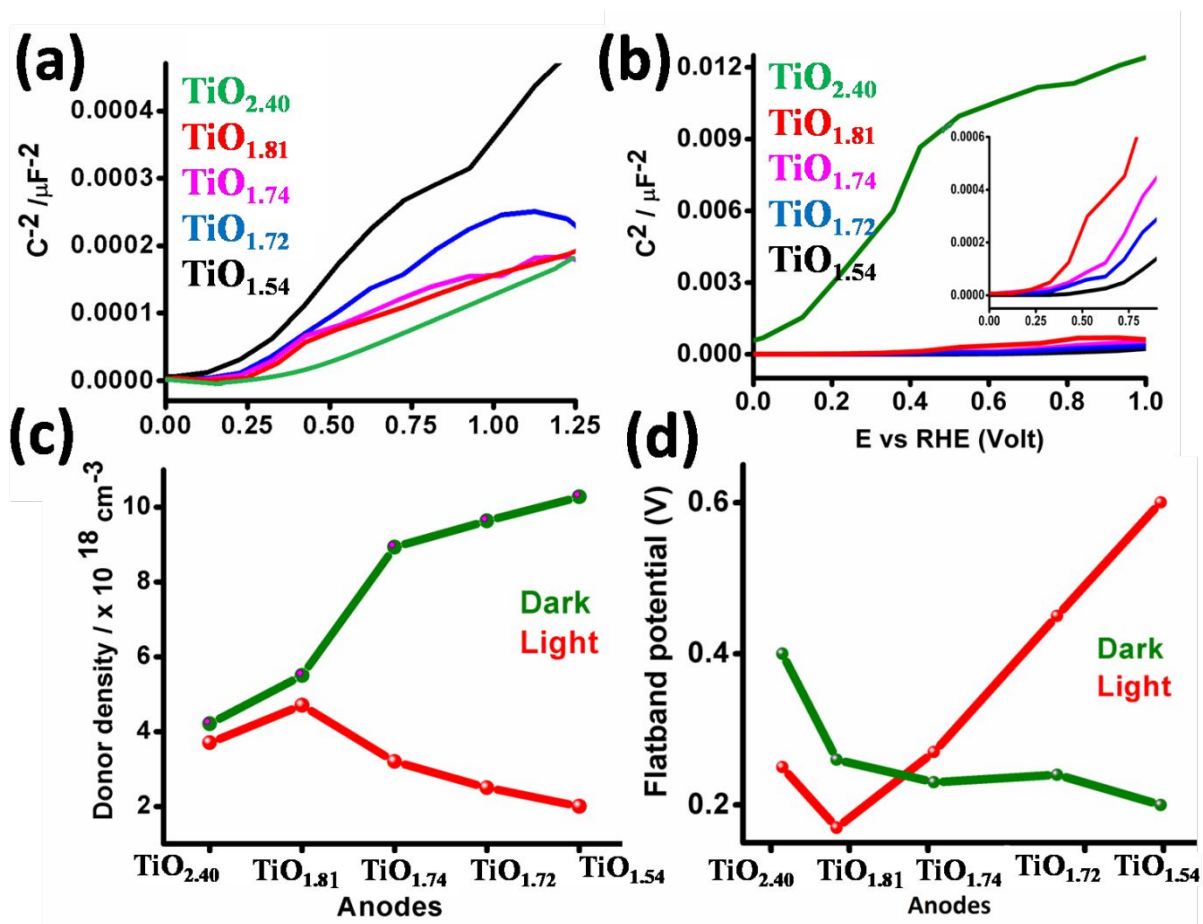 (a)
C⁻² /µF⁻²
0.0004
0.0003
0.0002
0.0001
0.0000
TiO₂.₄₀
TiO₁.₈₁
TiO₁.₇₄
TiO₁.₇₂
TiO₁.₅₄
0.00 0.25 0.50 0.75 1.00 1.25
(b)
C² / µF⁻²
0.012
0.009
0.006
0.003
0.000
TiO₂.₄₀
TiO₁.₈₁
TiO₁.₇₄
TiO₁.₇₂
TiO₁.₅₄
0.0006
0.0004
0.0002
0.0000
0.00 0.25 0.50 0.75
0.0 0.2 0.4 0.6 0.8 1.0
E vs RHE (Volt)
(c)
Donor density / x 10 ¹⁸ cm⁻³
10
8
6
4
2
Dark
Light
TiO₂.₄₀ TiO₁.₈₁ TiO₁.₇₄ TiO₁.₇₂ TiO₁.₅₄
Anodes
(d)
Flatband potential (V)
0.6
0.4
0.2
Dark
Light
TiO₂.₄₀ TiO₁.₈₁ TiO₁.₇₄ TiO₁.₇₂ TiO₁.₅₄
Anodes